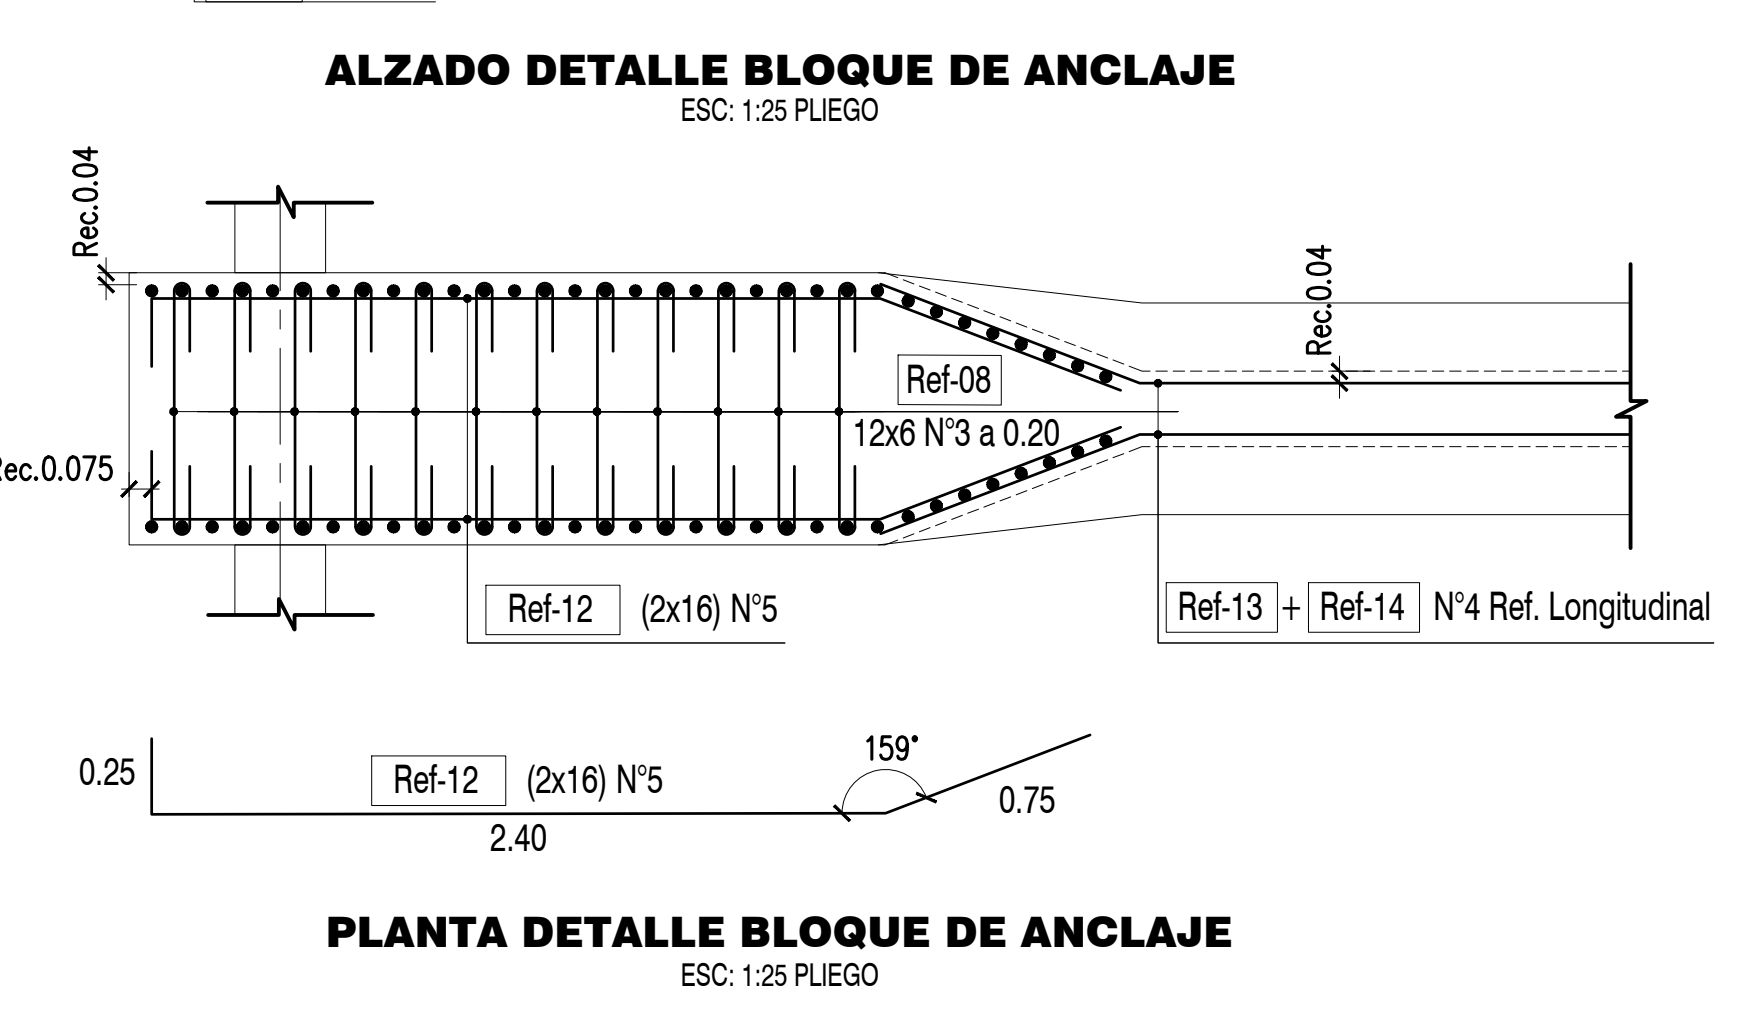 ALZADO DETALLE BLOQUE DE ANCLAJE
ESC: 1:25 PLIEGO
Rec.0.04
Rec.0.04
Ref-08
12x6 N°3 a 0.20
Rec.0.075
Ref-12 (2x16) N°5
Ref-13 + Ref-14 N°4 Ref. Longitudinal
159°
0.25
Ref-12 (2x16) N°5
0.75
2.40
PLANTA DETALLE BLOQUE DE ANCLAJE
ESC: 1:25 PLIEGO